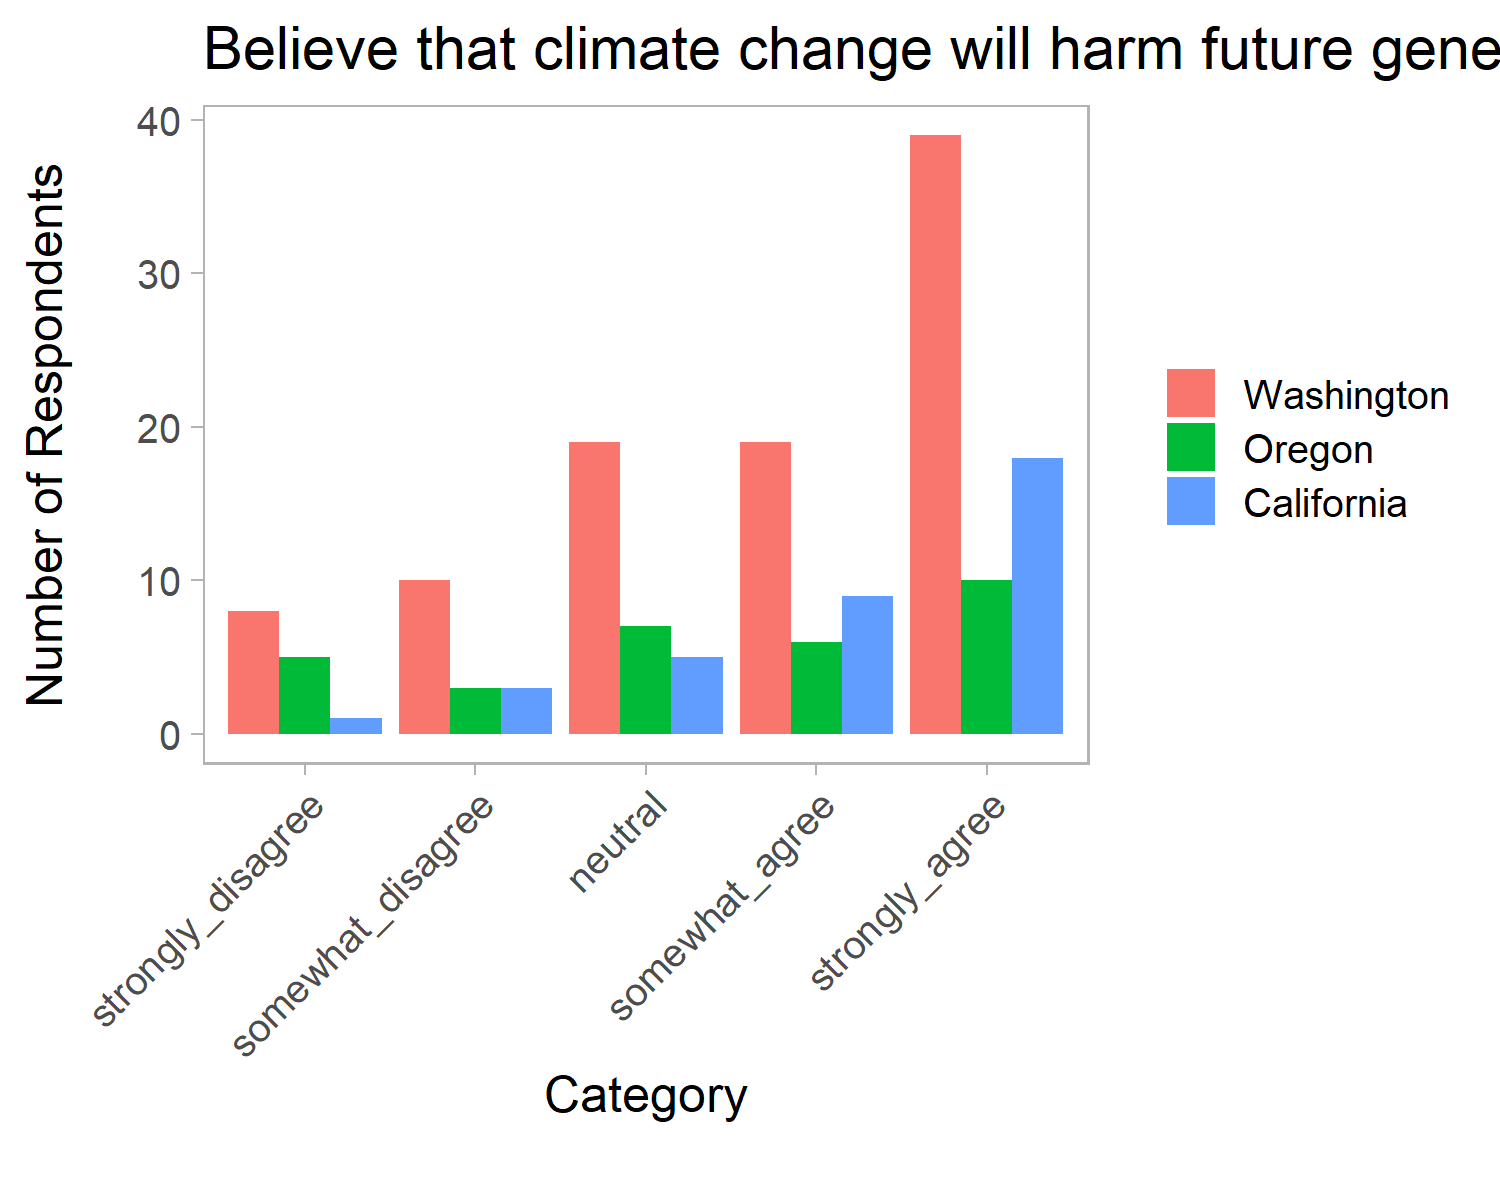 Believe that climate change will harm future gene
Number of Respondents
40
30
20
10
0
strongly_disagree
somewhat_disagree
neutral
somewhat_agree
strongly_agree
Category
Washington
Oregon
California